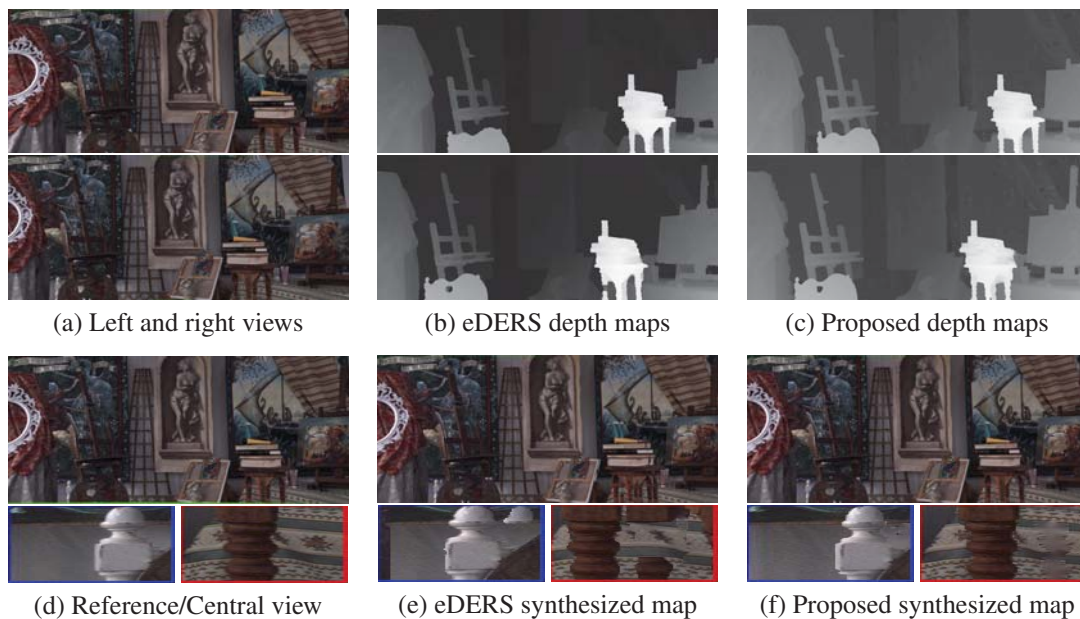 (a) Left and right views
(b) eDERS depth maps
(c) Proposed depth maps
(d) Reference/Central view
(e) eDERS synthesized map
(f) Proposed synthesized map